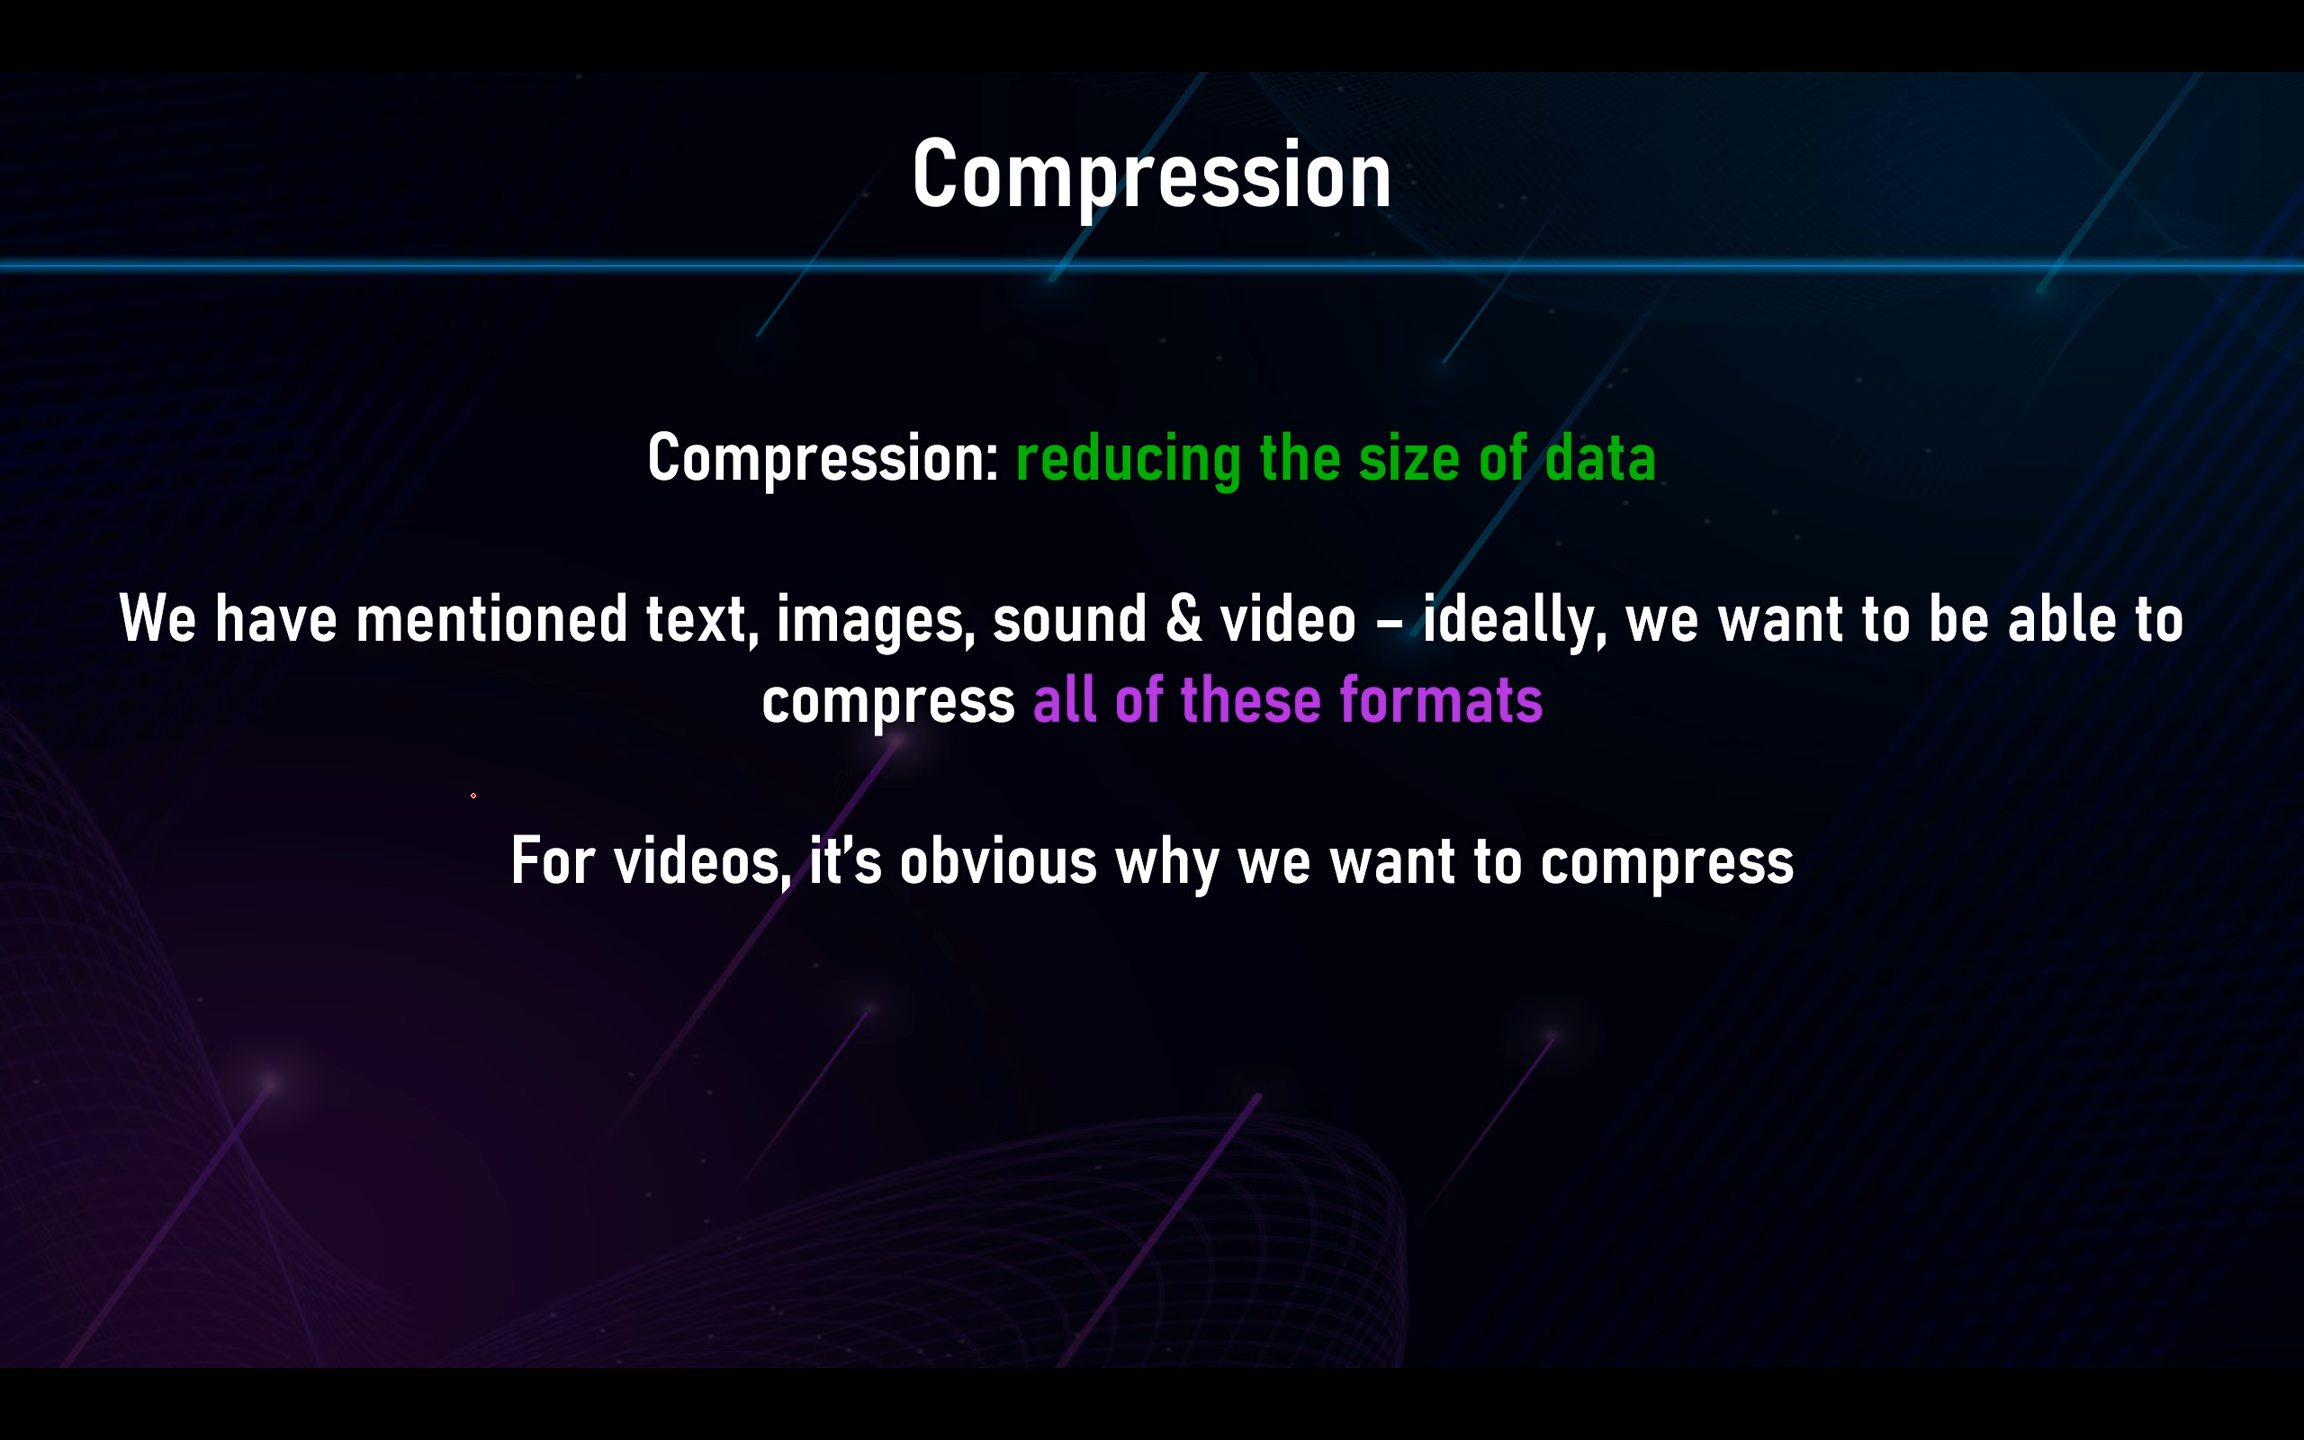 Compression
Compression: reducing the size of data
We have mentioned text, images, sound & video – ideally, we want to be able to
compress all of these formats
For videos, it’s obvious why we want to compress